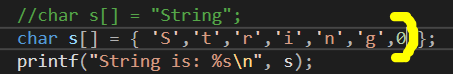 //char s[] = "String";
char s[] = { 'S','t','r','i','n','g',0 };
printf("String is: %s\n", s);